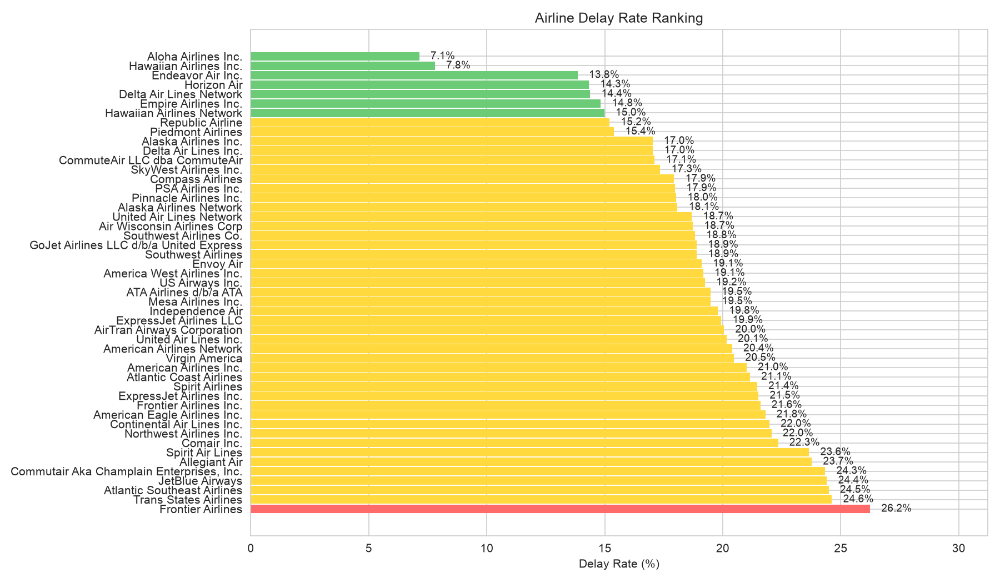 Airline Delay Rate Ranking
Aloha Airlines Inc. 7.1%
Hawaiian Airlines Inc. 7.8%
Endeavor Air Inc. 13.8%
Horizon Air 14.3%
Delta Air Lines Network 14.4%
Empire Airlines Inc. 14.8%
Hawaiian Airlines Network 15.0%
Republic Airline 15.2%
Piedmont Airlines 15.4%
Alaska Airlines Inc. 17.0%
Delta Air Lines Inc. 17.0%
CommuteAir LLC dba CommuteAir 17.1%
SkyWest Airlines Inc. 17.3%
Compass Airlines 17.9%
PSA Airlines Inc. 17.9%
Pinnacle Airlines Inc. 18.0%
Alaska Airlines Network 18.1%
United Air Lines Network 18.7%
Air Wisconsin Airlines Corp 18.7%
Southwest Airlines Co. 18.8%
GoJet Airlines LLC d/b/a United Express 18.9%
Southwest Airlines 18.9%
Envoy Air 19.1%
America West Airlines Inc. 19.1%
US Airways Inc. 19.2%
ATA Airlines d/b/a ATA 19.5%
Mesa Airlines Inc. 19.5%
Independence Air 19.8%
ExpressJet Airlines LLC 19.9%
AirTran Airways Corporation 20.0%
United Air Lines Inc. 20.1%
American Airlines Network 20.4%
Virgin America 20.5%
American Airlines Inc. 21.0%
Atlantic Coast Airlines 21.1%
Spirit Airlines 21.4%
ExpressJet Airlines Inc. 21.5%
Frontier Airlines Inc. 21.6%
American Eagle Airlines Inc. 21.8%
Continental Air Lines Inc. 22.0%
Northwest Airlines Inc. 22.0%
Comair Inc. 22.3%
Spirit Air Lines 23.6%
Allegiant Air 23.7%
Commutair Aka Champlain Enterprises, Inc. 24.3%
JetBlue Airways 24.4%
Atlantic Southeast Airlines 24.5%
Trans States Airlines 24.6%
Frontier Airlines 26.2%
0 5 10 15 20 25 30
Delay Rate (%)